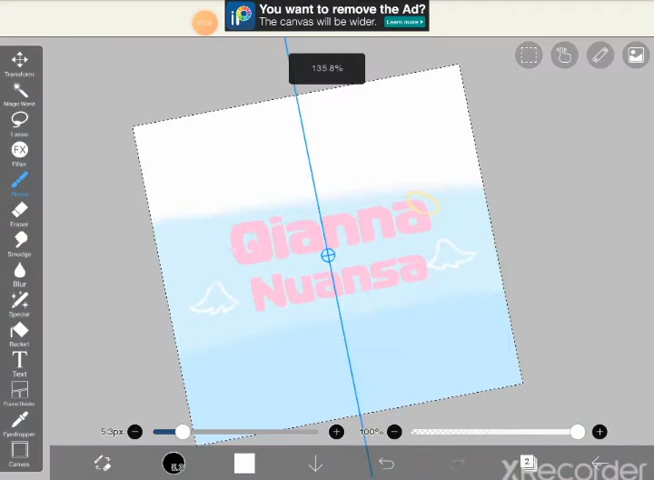 You want to remove the Ad?
The canvas will be wider.
Learn more
iP
135.8%
Transform
Magic Wand
Lasso
FX
Filter
Brush
Eraser
Smudge
Blur
Special
Bucket
T
Text
Frame Divider
Eyedropper
Canvas
Qianna
Nuansa
5.3px
100%
2
XRecorder